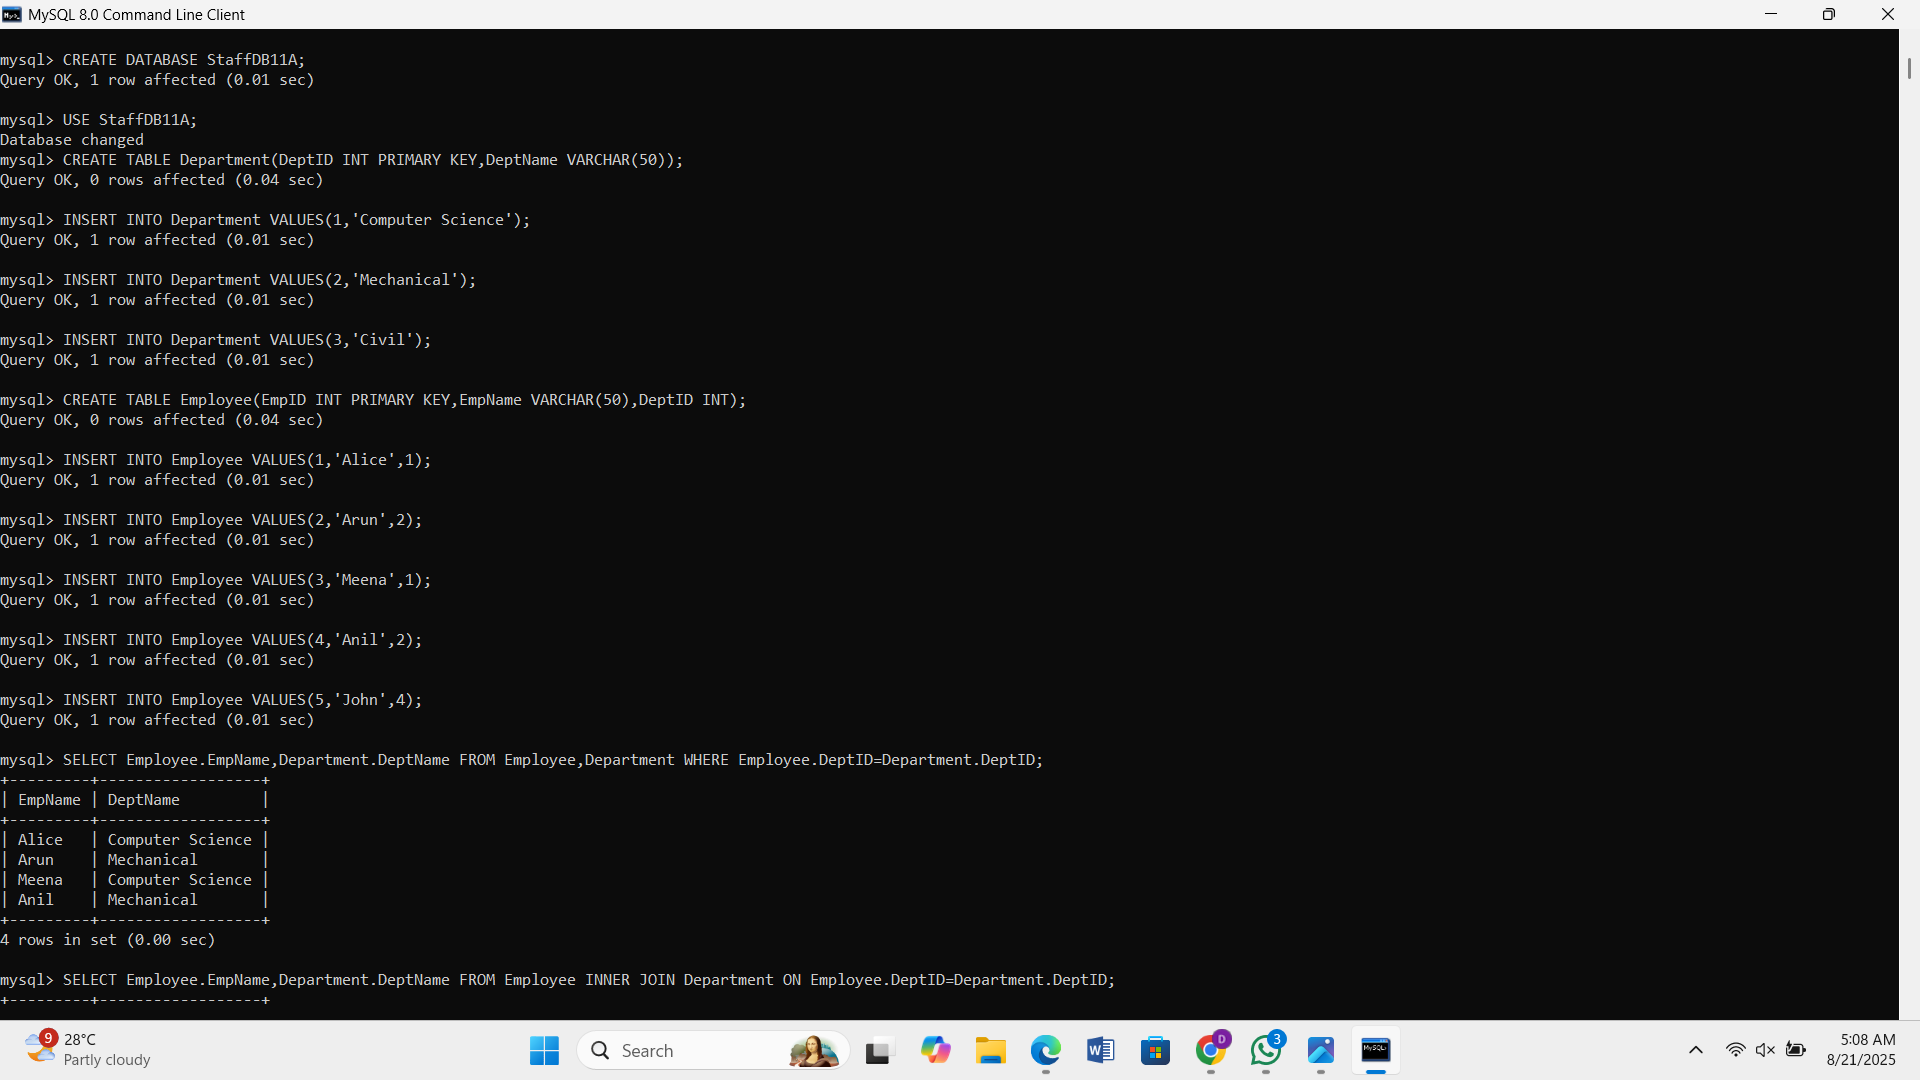 MySQL 8.0 Command Line Client
mysql> CREATE DATABASE StaffDB11A;
Query OK, 1 row affected (0.01 sec)
mysql> USE StaffDB11A;
Database changed
mysql> CREATE TABLE Department(DeptID INT PRIMARY KEY,DeptName VARCHAR(50));
Query OK, 0 rows affected (0.04 sec)
mysql> INSERT INTO Department VALUES(1,'Computer Science');
Query OK, 1 row affected (0.01 sec)
mysql> INSERT INTO Department VALUES(2,'Mechanical');
Query OK, 1 row affected (0.01 sec)
mysql> INSERT INTO Department VALUES(3,'Civil');
Query OK, 1 row affected (0.01 sec)
mysql> CREATE TABLE Employee(EmpID INT PRIMARY KEY,EmpName VARCHAR(50),DeptID INT);
Query OK, 0 rows affected (0.04 sec)
mysql> INSERT INTO Employee VALUES(1,'Alice',1);
Query OK, 1 row affected (0.01 sec)
mysql> INSERT INTO Employee VALUES(2,'Arun',2);
Query OK, 1 row affected (0.01 sec)
mysql> INSERT INTO Employee VALUES(3,'Meena',1);
Query OK, 1 row affected (0.01 sec)
mysql> INSERT INTO Employee VALUES(4,'Anil',2);
Query OK, 1 row affected (0.01 sec)
mysql> INSERT INTO Employee VALUES(5,'John',4);
Query OK, 1 row affected (0.01 sec)
mysql> SELECT Employee.EmpName,Department.DeptName FROM Employee,Department WHERE Employee.DeptID=Department.DeptID;
+---------+------------------+
| EmpName | DeptName         |
+---------+------------------+
| Alice   | Computer Science |
| Arun    | Mechanical       |
| Meena   | Computer Science |
| Anil    | Mechanical       |
+---------+------------------+
4 rows in set (0.00 sec)
mysql> SELECT Employee.EmpName,Department.DeptName FROM Employee INNER JOIN Department ON Employee.DeptID=Department.DeptID;
+---------+------------------+
9
28°C
Partly cloudy
Search
D
3
MySQL
5:08 AM
8/21/2025